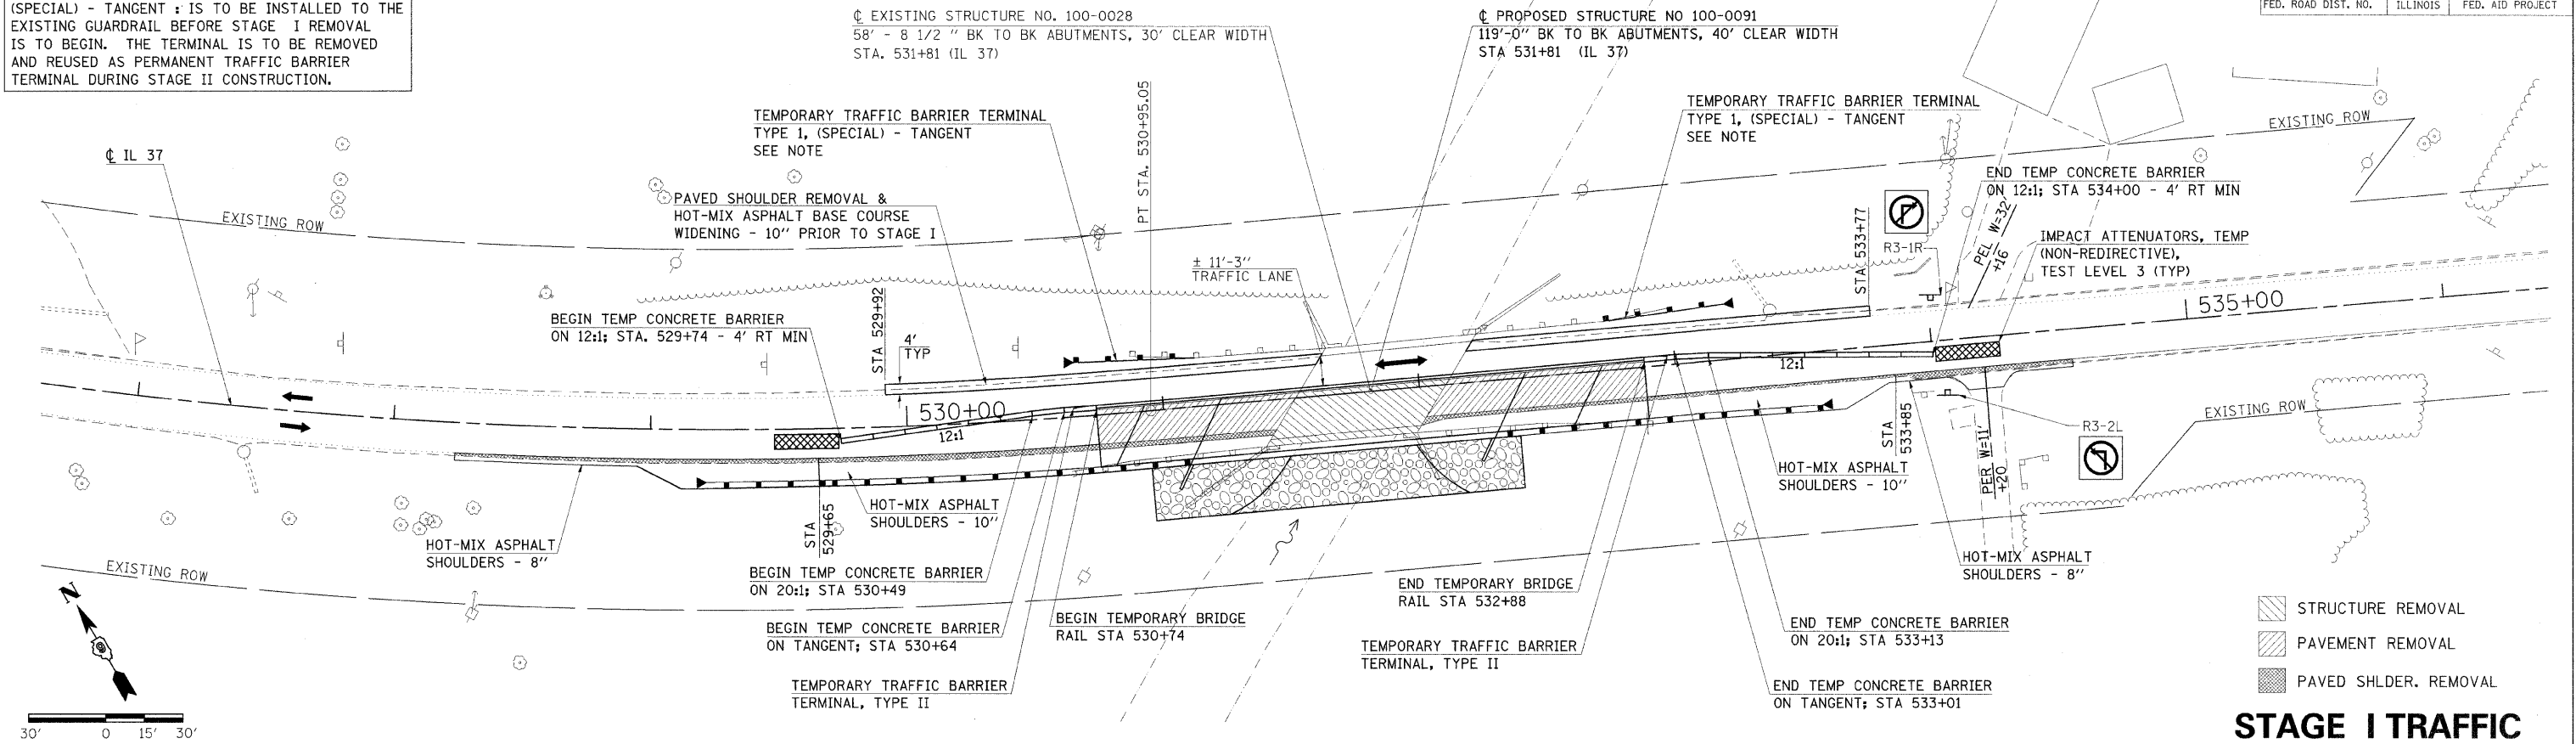 (SPECIAL) - TANGENT : IS TO BE INSTALLED TO THE
EXISTING GUARDRAIL BEFORE STAGE I REMOVAL
IS TO BEGIN. THE TERMINAL IS TO BE REMOVED
AND REUSED AS PERMANENT TRAFFIC BARRIER
TERMINAL DURING STAGE II CONSTRUCTION.
℄ EXISTING STRUCTURE NO. 100-0028
58' - 8 1/2 " BK TO BK ABUTMENTS, 30' CLEAR WIDTH
STA. 531+81 (IL 37)
℄ PROPOSED STRUCTURE NO 100-0091
119'-0" BK TO BK ABUTMENTS, 40' CLEAR WIDTH
STA 531+81 (IL 37)
FED. ROAD DIST. NO.
ILLINOIS
FED. AID PROJECT
℄ IL 37
TEMPORARY TRAFFIC BARRIER TERMINAL
TYPE 1, (SPECIAL) - TANGENT
SEE NOTE
PT STA. 530+95.05
TEMPORARY TRAFFIC BARRIER TERMINAL
TYPE 1, (SPECIAL) - TANGENT
SEE NOTE
EXISTING ROW
END TEMP CONCRETE BARRIER
ON 12:1; STA 534+00 - 4' RT MIN
EXISTING ROW
PAVED SHOULDER REMOVAL &
HOT-MIX ASPHALT BASE COURSE
WIDENING - 10" PRIOR TO STAGE I
STA 533+77
R3-1R
PEL W=32'
+16
IMPACT ATTENUATORS, TEMP
(NON-REDIRECTIVE),
TEST LEVEL 3 (TYP)
± 11'-3"
TRAFFIC LANE
BEGIN TEMP CONCRETE BARRIER
ON 12:1; STA. 529+74 - 4' RT MIN
STA 529+92
4'
TYP
535+00
530+00
12:1
12:1
EXISTING ROW
R3-2L
STA
533+85
PER W=11'
+20
HOT-MIX ASPHALT
SHOULDERS - 10"
HOT-MIX ASPHALT
SHOULDERS - 10"
STA
529+65
HOT-MIX ASPHALT
SHOULDERS - 8"
HOT-MIX ASPHALT
SHOULDERS - 8"
EXISTING ROW
BEGIN TEMP CONCRETE BARRIER
ON 20:1; STA 530+49
END TEMPORARY BRIDGE
RAIL STA 532+88
BEGIN TEMP CONCRETE BARRIER
ON TANGENT; STA 530+64
BEGIN TEMPORARY BRIDGE
RAIL STA 530+74
TEMPORARY TRAFFIC BARRIER
TERMINAL, TYPE II
END TEMP CONCRETE BARRIER
ON 20:1; STA 533+13
TEMPORARY TRAFFIC BARRIER
TERMINAL, TYPE II
END TEMP CONCRETE BARRIER
ON TANGENT; STA 533+01
N
30' 0 15' 30'
STRUCTURE REMOVAL
PAVEMENT REMOVAL
PAVED SHLDER. REMOVAL
STAGE I TRAFFIC